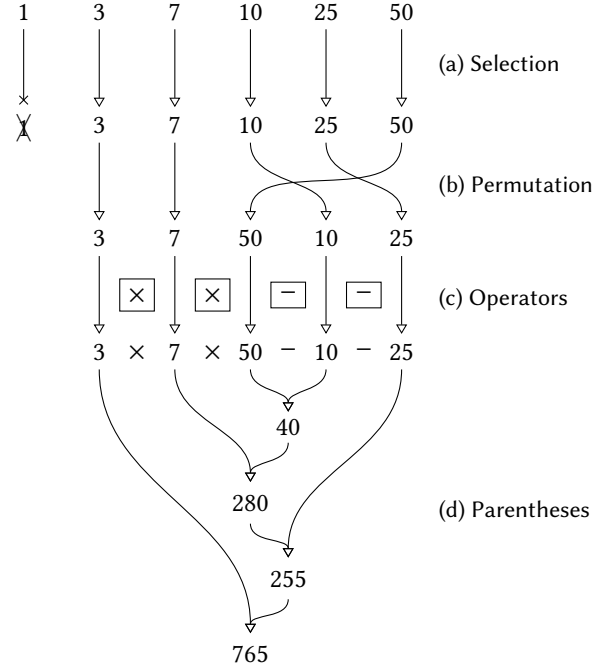 1 3 7 10 25 50
(a) Selection
1 3 7 10 25 50
(b) Permutation
3 7 50 10 25
× × − −
(c) Operators
3 × 7 × 50 − 10 − 25
40
280
(d) Parentheses
255
765